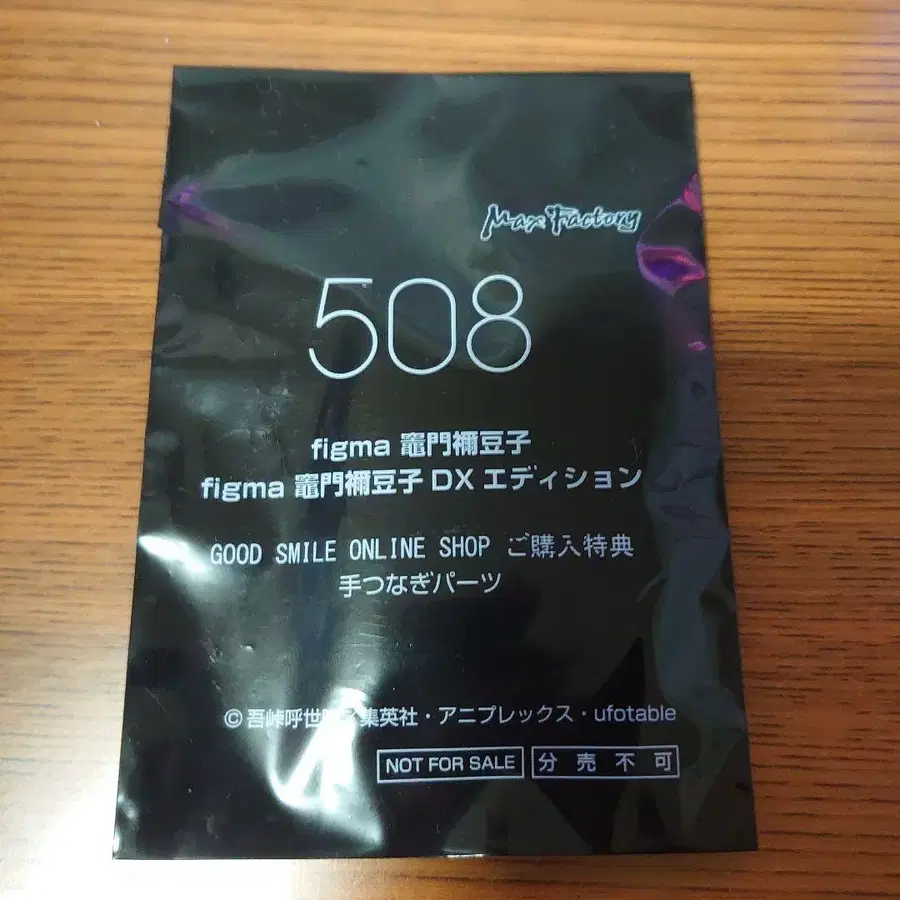 Max Factory
508
figma 竈門禰豆子
figma 竈門禰豆子 DX エディション
GOOD SMILE ONLINE SHOP ご購入特典
手つなぎパーツ
©吾峠呼世 集英社・アニプレックス・ufotable
NOT FOR SALE
分売不可